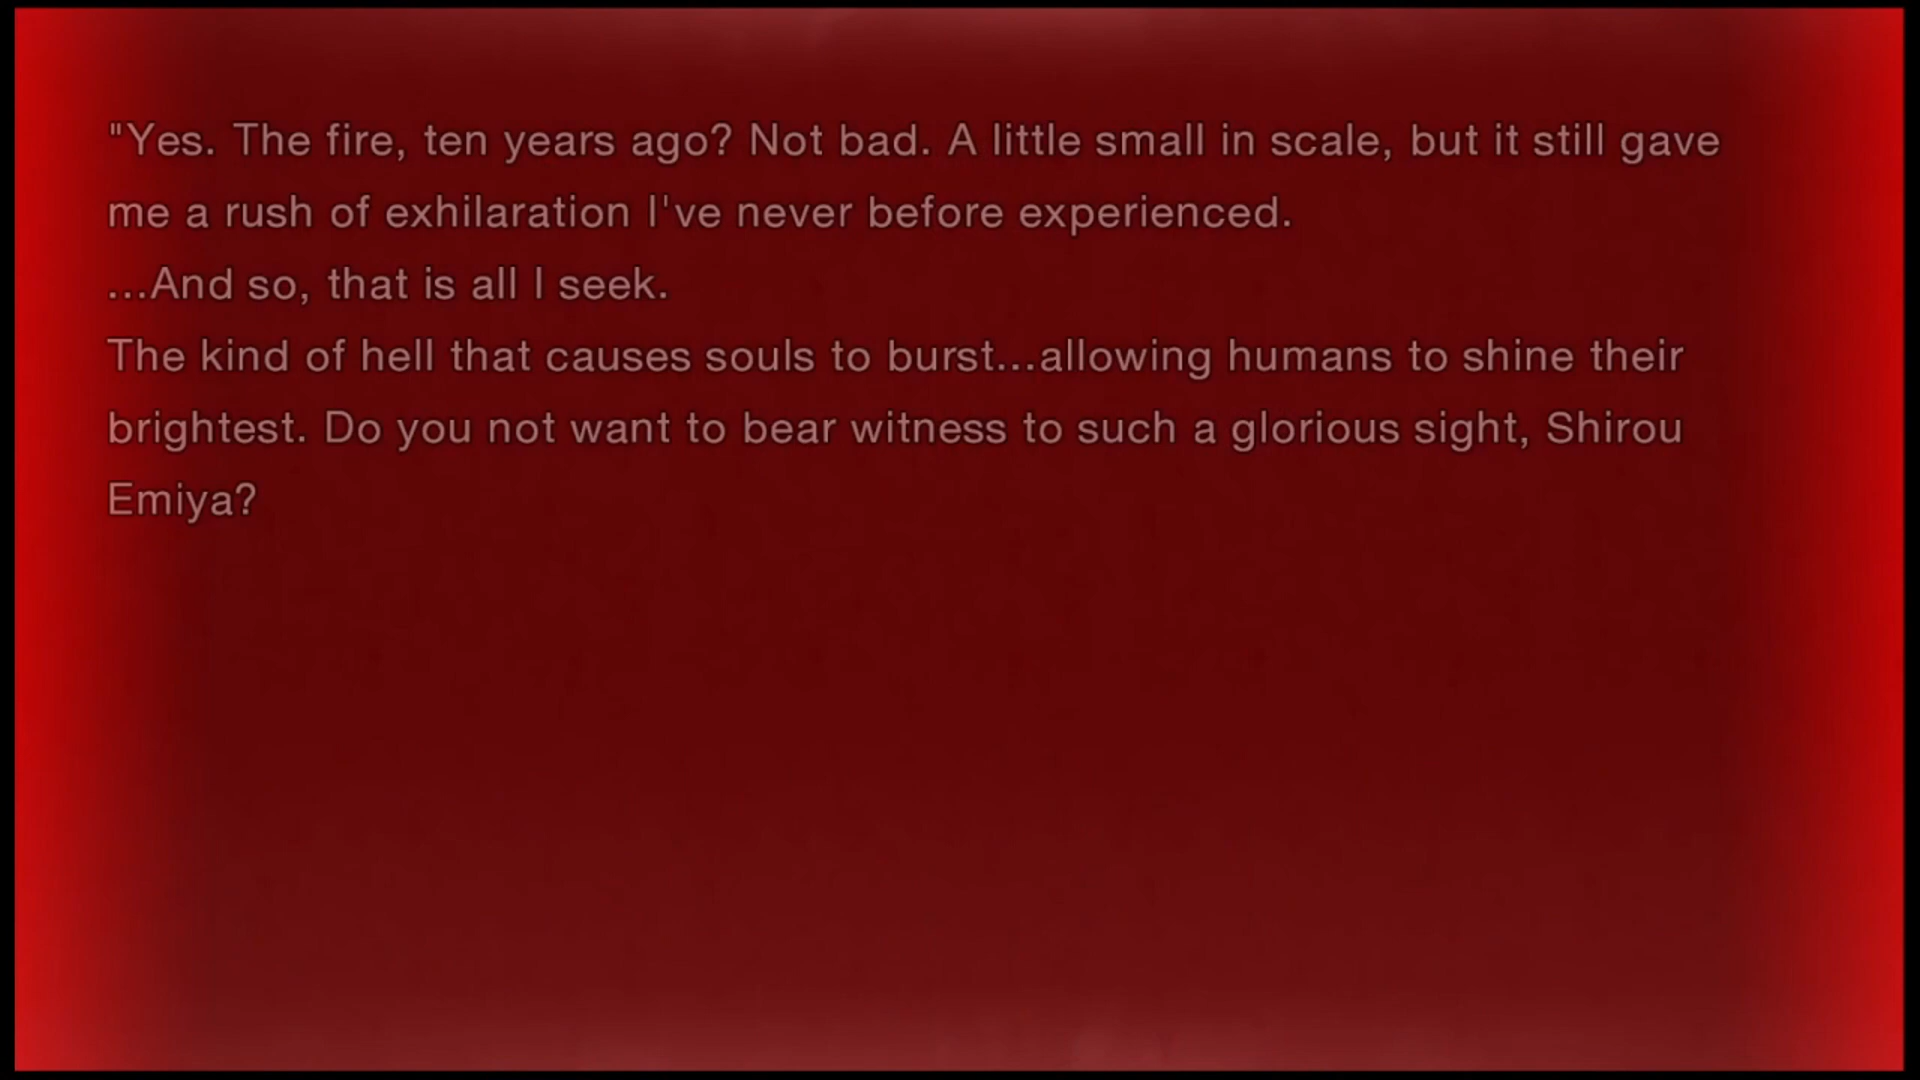 "Yes. The fire, ten years ago? Not bad. A little small in scale, but it still gave
me a rush of exhilaration I've never before experienced.
...And so, that is all I seek.
The kind of hell that causes souls to burst...allowing humans to shine their
brightest. Do you not want to bear witness to such a glorious sight, Shirou
Emiya?